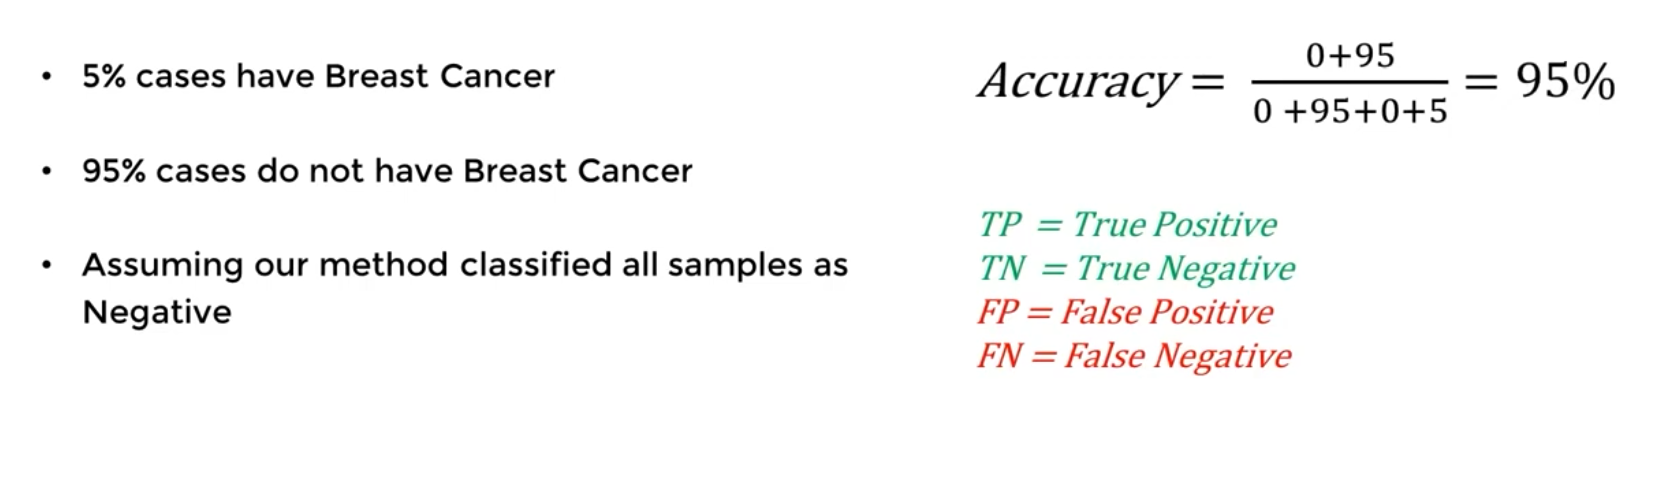 • 5% cases have Breast Cancer
• 95% cases do not have Breast Cancer
• Assuming our method classified all samples as
Negative
Accuracy = 0+95 / 0 +95+0+5 = 95%
TP = True Positive
TN = True Negative
FP = False Positive
FN = False Negative